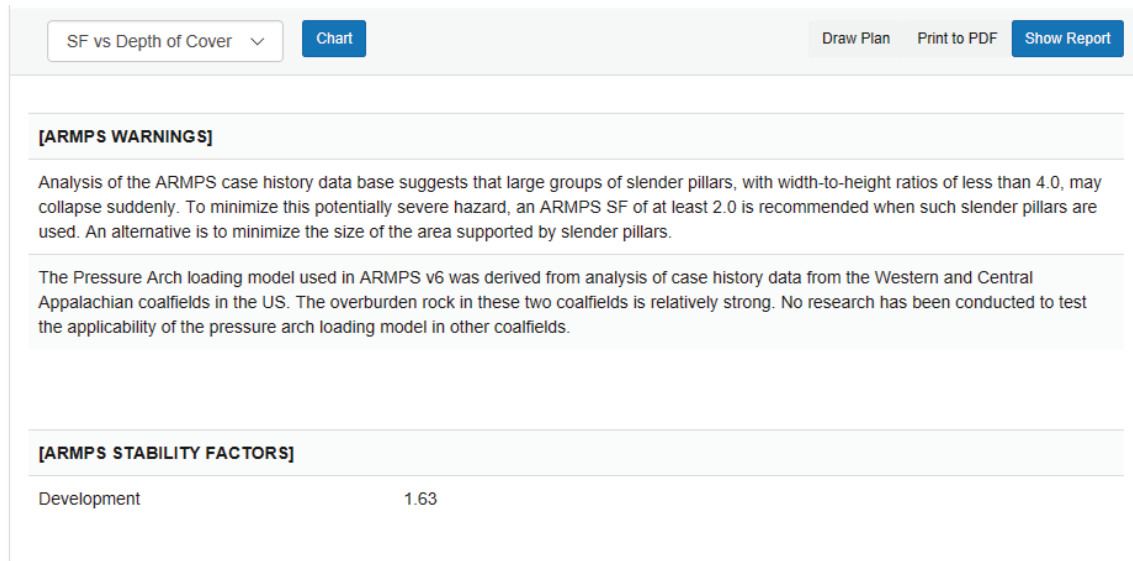 SF vs Depth of Cover
Chart
Draw Plan
Print to PDF
Show Report
[ARMPS WARNINGS]
Analysis of the ARMPS case history data base suggests that large groups of slender pillars, with width-to-height ratios of less than 4.0, may
collapse suddenly. To minimize this potentially severe hazard, an ARMPS SF of at least 2.0 is recommended when such slender pillars are
used. An alternative is to minimize the size of the area supported by slender pillars.
The Pressure Arch loading model used in ARMPS v6 was derived from analysis of case history data from the Western and Central
Appalachian coalfields in the US. The overburden rock in these two coalfields is relatively strong. No research has been conducted to test
the applicability of the pressure arch loading model in other coalfields.
[ARMPS STABILITY FACTORS]
Development 1.63